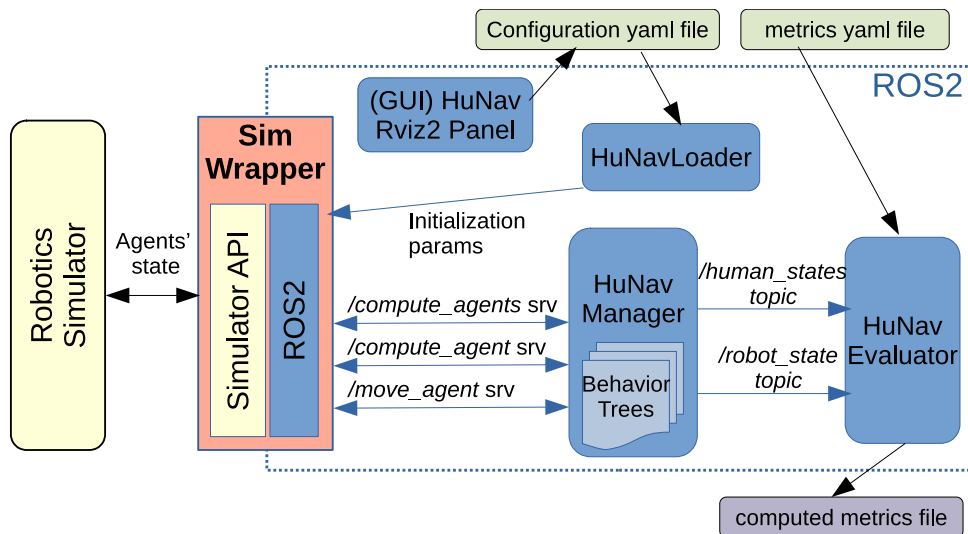 Configuration yaml file
metrics yaml file
ROS2
(GUI) HuNav
Rviz2 Panel
HuNavLoader
Sim
Wrapper
Initialization
params
Robotics
Simulator
Agents'
state
Simulator API
ROS2
/compute_agents srv
/compute_agent srv
/move_agent srv
HuNav
Manager
Behavior
Trees
/human_states
topic
/robot_state
topic
HuNav
Evaluator
computed metrics file